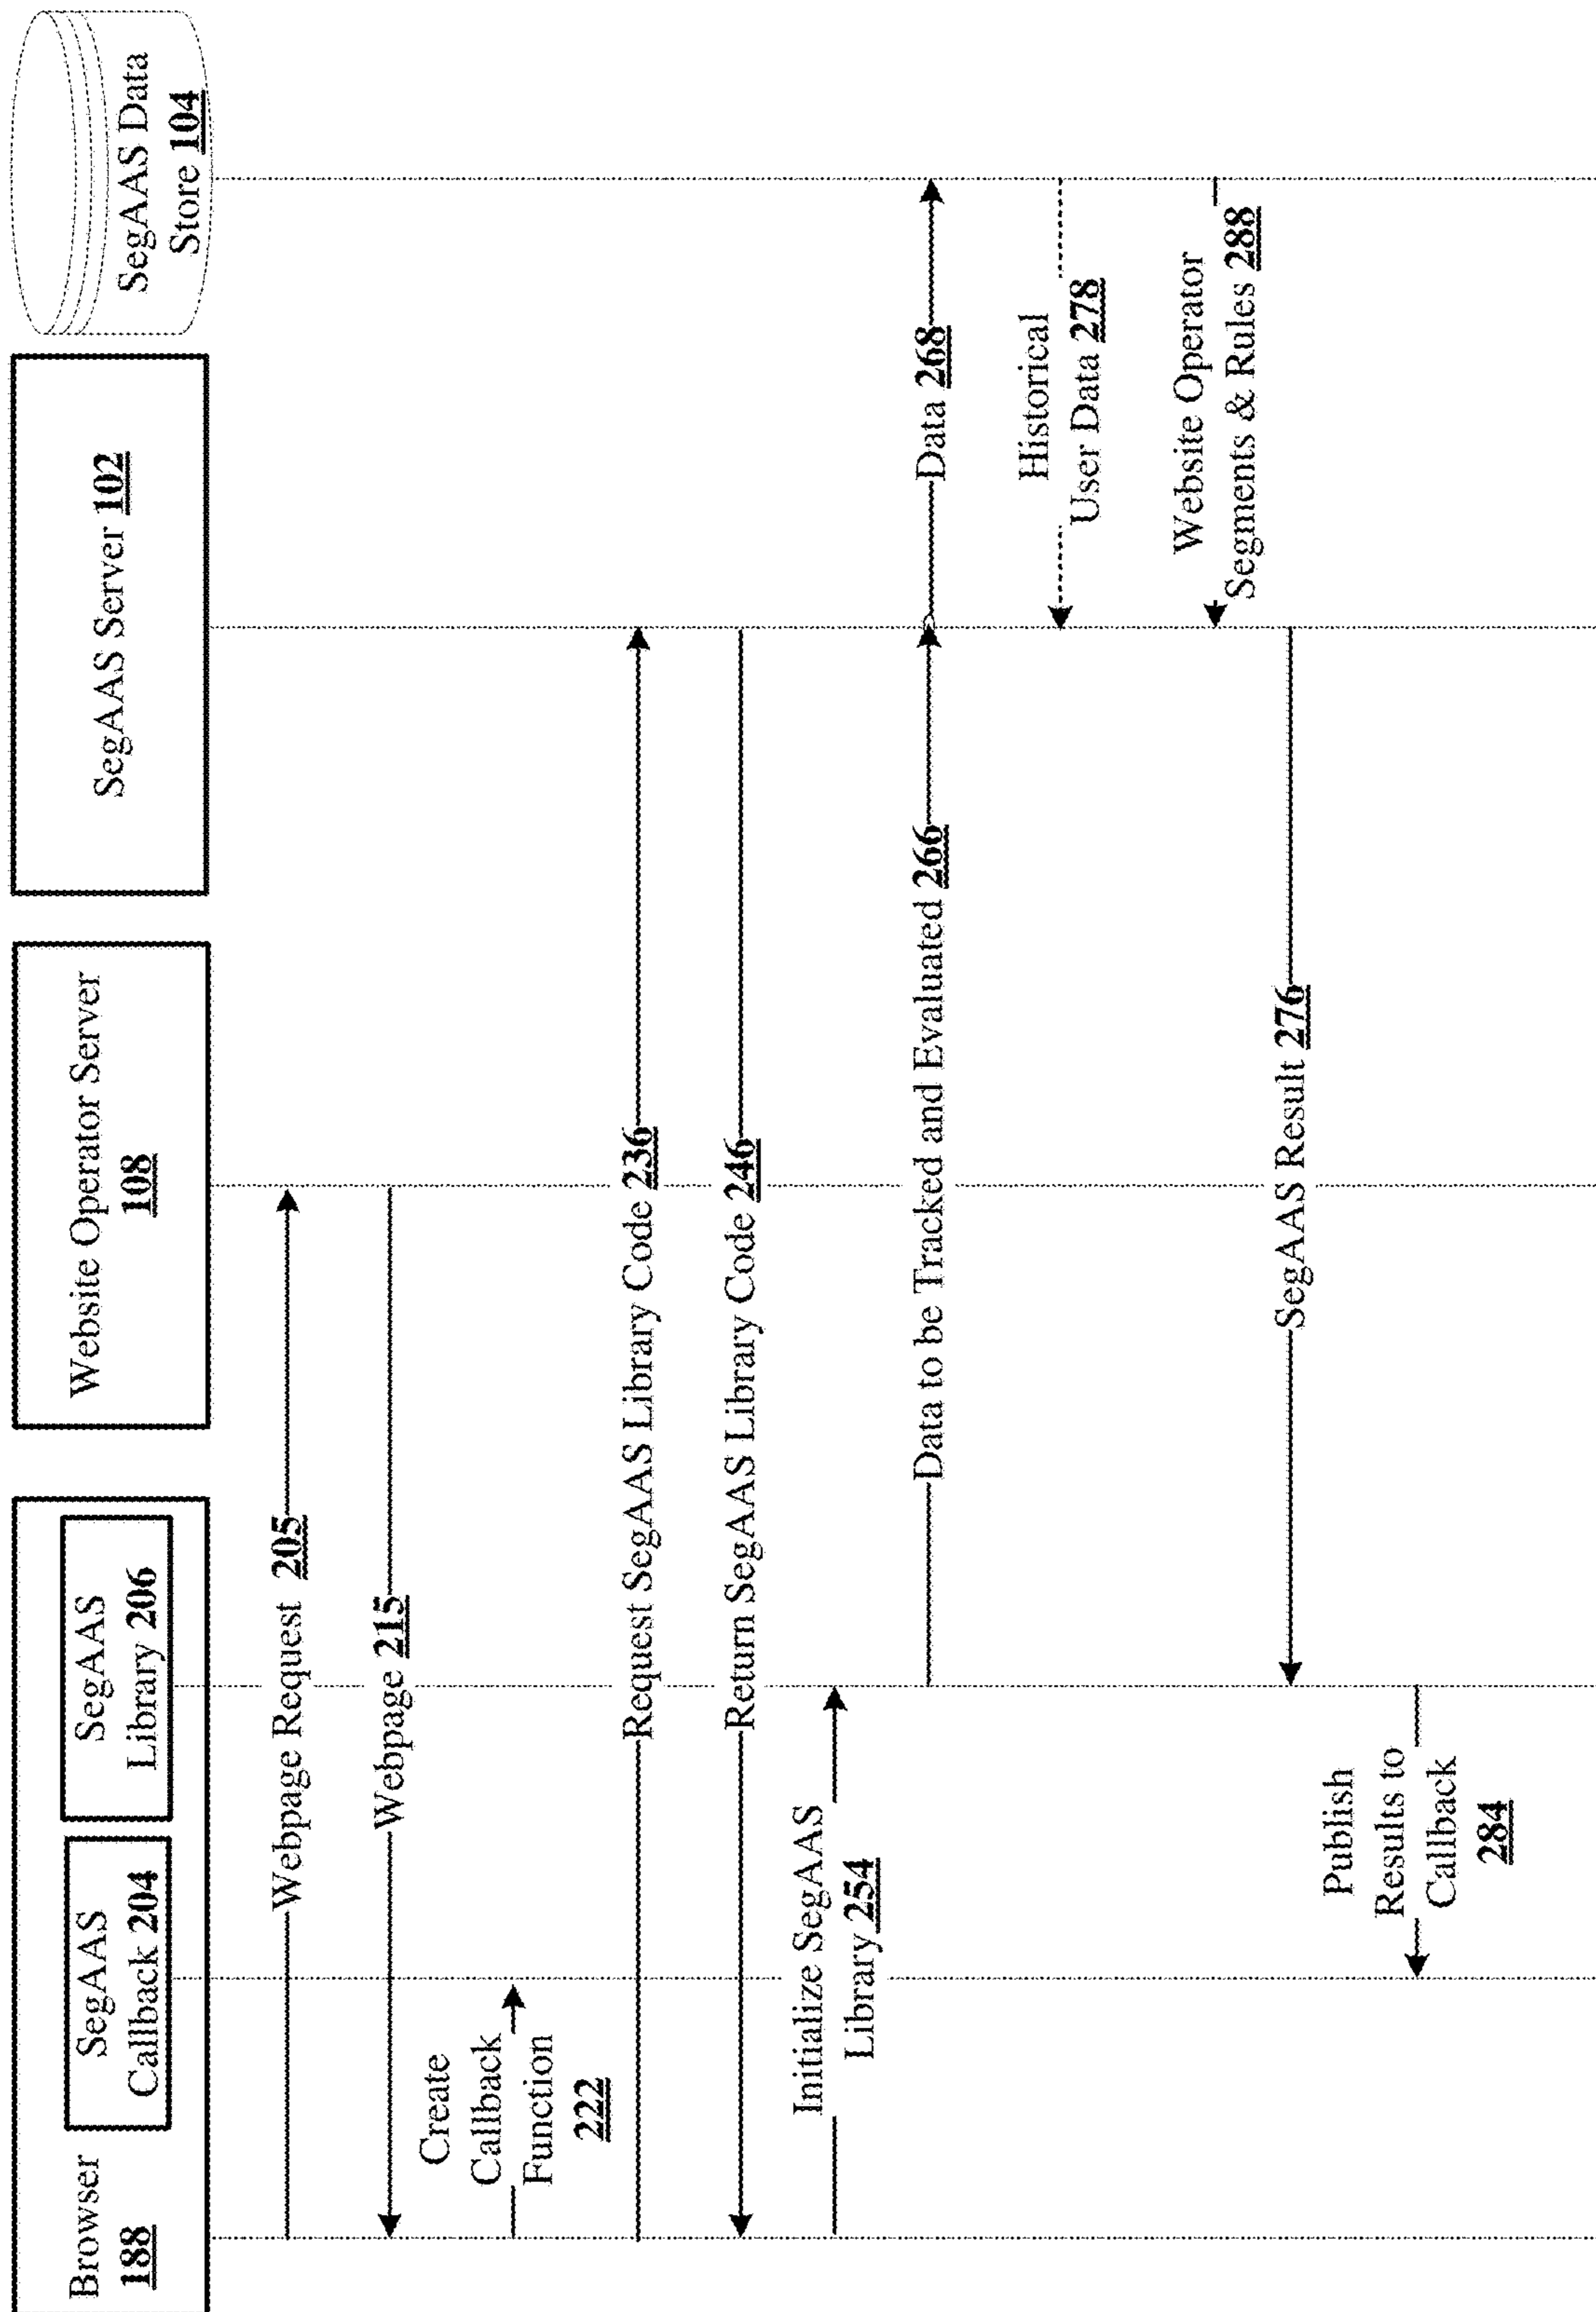 Browser
188
SegAAS
Callback 204
SegAAS
Library 206
Website Operator Server
108
SegAAS Server 102
SegAAS Data
Store 104
Webpage Request 205
Webpage 215
Create
Callback
Function
222
Request SegAAS Library Code 236
Return SegAAS Library Code 246
Initialize SegAAS
Library 254
Data to be Tracked and Evaluated 266
Data 268
Historical
User Data 278
Website Operator
Segments & Rules 288
SegAAS Result 276
Publish
Results to
Callback
284